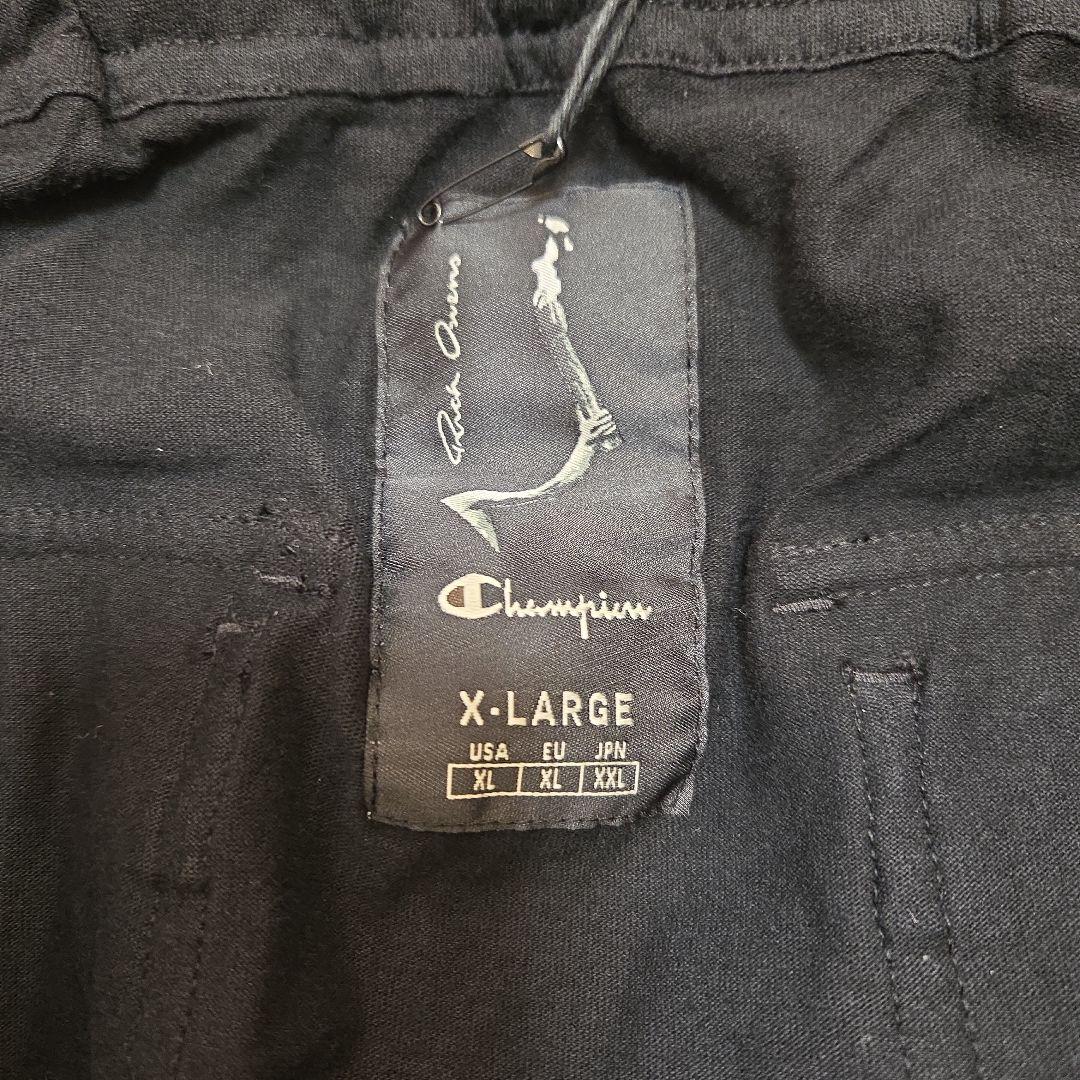 Rick Owens
Champion
X·LARGE
USA EU JPN
XL XL XXL